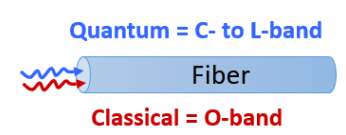 Quantum = C- to L-band
Fiber
Classical = O-band